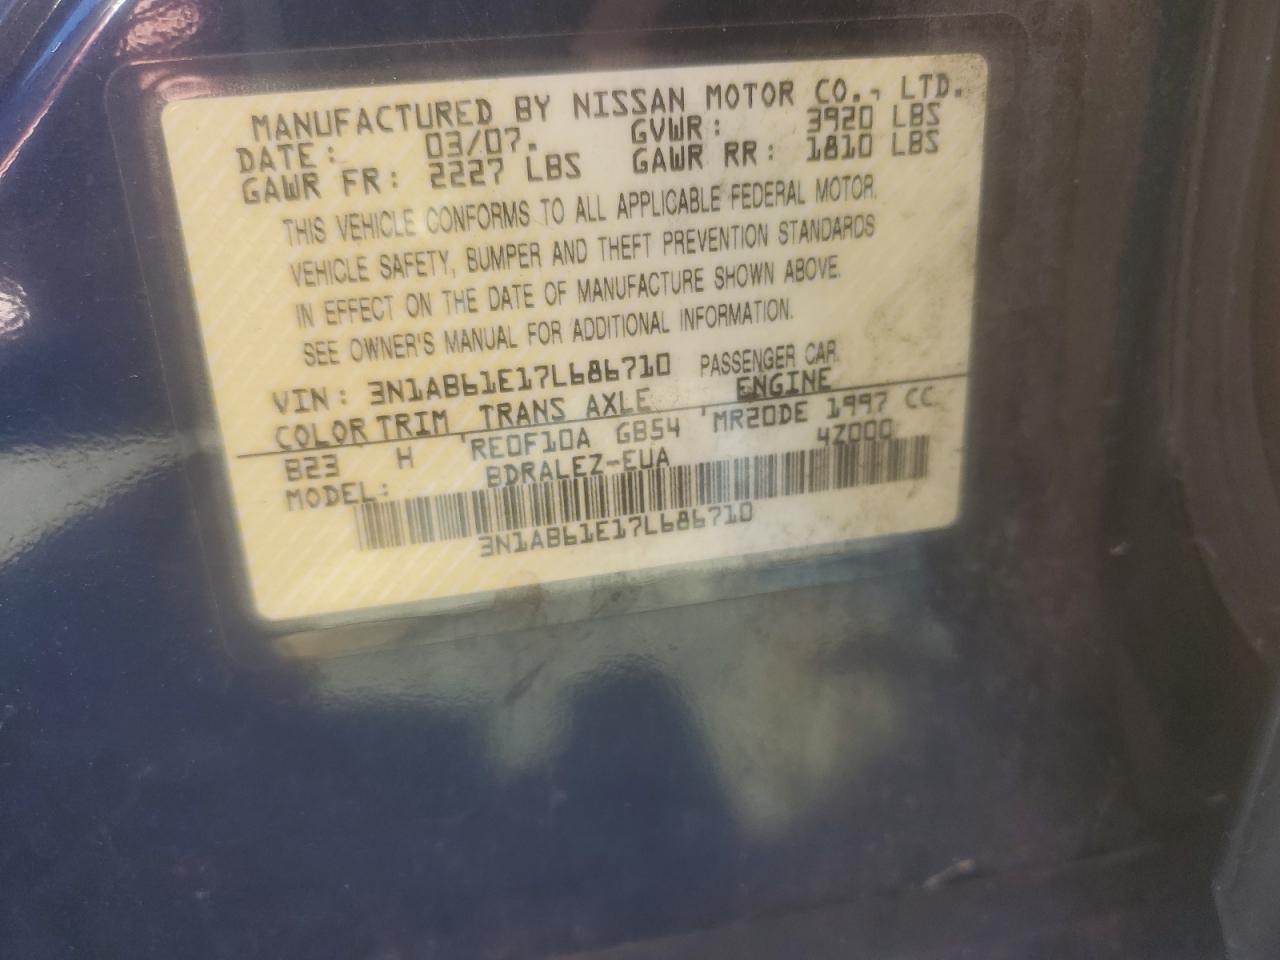 MANUFACTURED BY NISSAN MOTOR CO., LTD.
DATE: 03/07. GVWR: 3920 LBS
GAWR FR: 2227 LBS GAWR RR: 1810 LBS
THIS VEHICLE CONFORMS TO ALL APPLICABLE FEDERAL MOTOR
VEHICLE SAFETY, BUMPER AND THEFT PREVENTION STANDARDS
IN EFFECT ON THE DATE OF MANUFACTURE SHOWN ABOVE.
SEE OWNER'S MANUAL FOR ADDITIONAL INFORMATION.
VIN: 3N1AB61E17L686710 PASSENGER CAR.
COLOR TRIM TRANS AXLE ENGINE
B23 H RE0F10A GB54 MR20DE 1997 CC
MODEL: BDRALEZ-EUA 4Z000
3N1AB61E17L686710